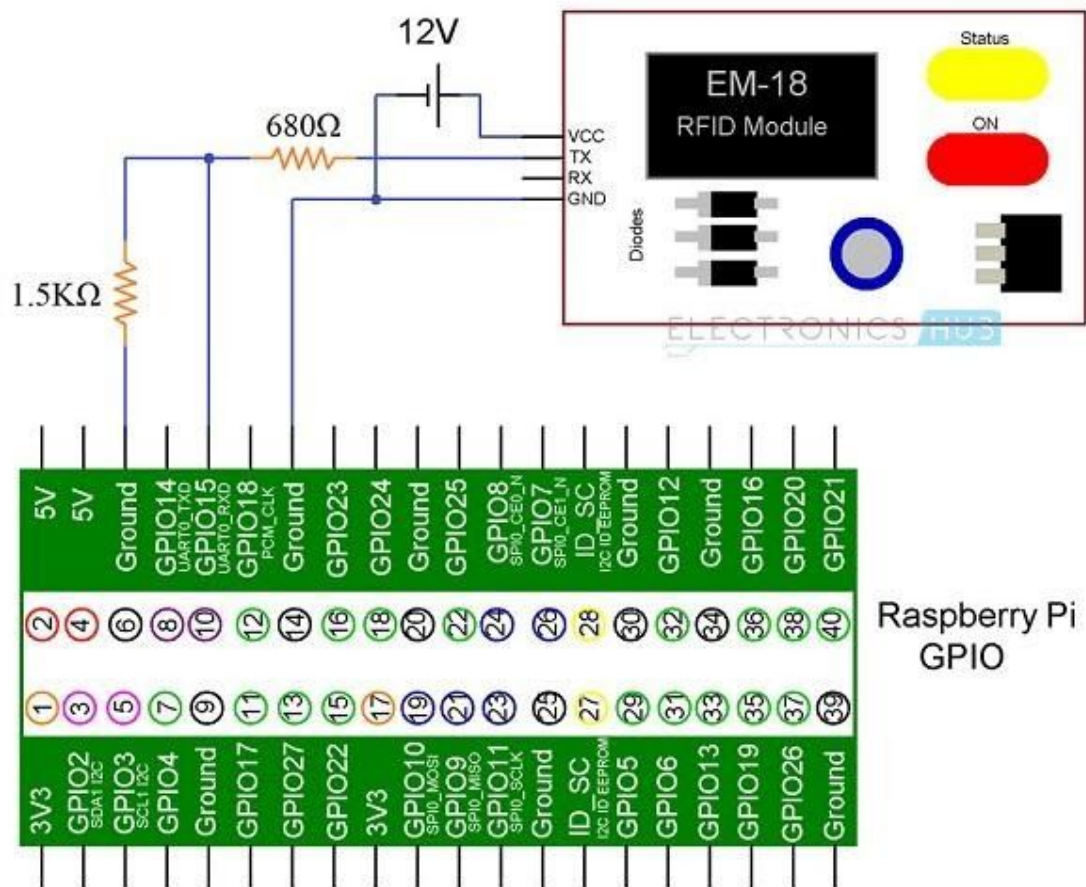 12V
680Ω
1.5KΩ
EM-18
RFID Module
Status
ON
VCC
TX
RX
GND
Diodes
ELECTRONICS HUB
5V
5V
Ground
GPIO14
UART0_TXD
GPIO15
UART0_RXD
GPIO18
PCM_CLK
Ground
GPIO23
GPIO24
Ground
GPIO25
GPIO8
SPI0_CE0_N
GPIO7
SPI0_CE1_N
ID_SC
I2C ID EEPROM
Ground
GPIO12
Ground
GPIO16
GPIO20
GPIO21
2 4 6 8 10 12 14 16 18 20 22 24 26 28 30 32 34 36 38 40
1 3 5 7 9 11 13 15 17 19 21 23 25 27 29 31 33 35 37 39
3V3
GPIO2
SDA1 I2C
GPIO3
SCL1 I2C
GPIO4
Ground
GPIO17
GPIO27
GPIO22
3V3
GPIO10
SPI0_MOSI
GPIO9
SPI0_MISO
GPIO11
SPI0_SCLK
Ground
ID_SC
I2C ID EEPROM
GPIO5
GPIO6
GPIO13
GPIO19
GPIO26
Ground
Raspberry Pi
GPIO